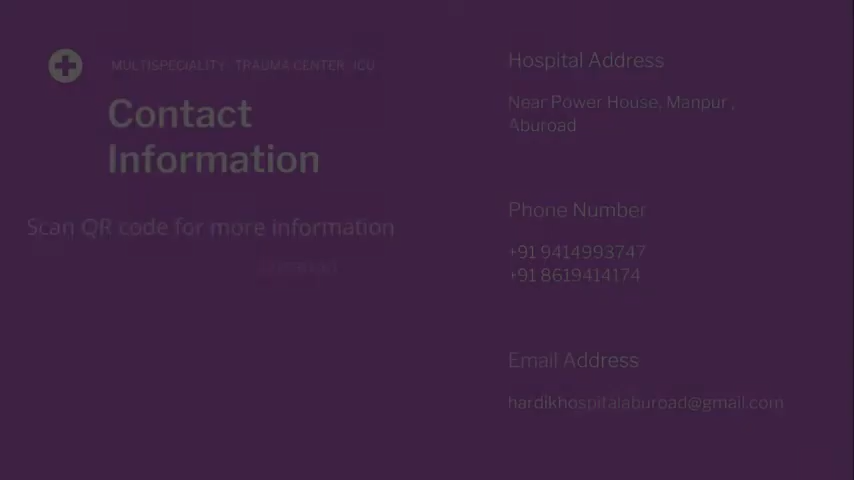 MULTISPECIALITY · TRAUMA CENTER · ICU
Contact
Information
Scan QR code for more information
Hospital Address
Near Power House, Manpur ,
Aburoad
Phone Number
+91 9414993747
+91 8619414174
Email Address
hardikhospitalaburoad@gmail.com